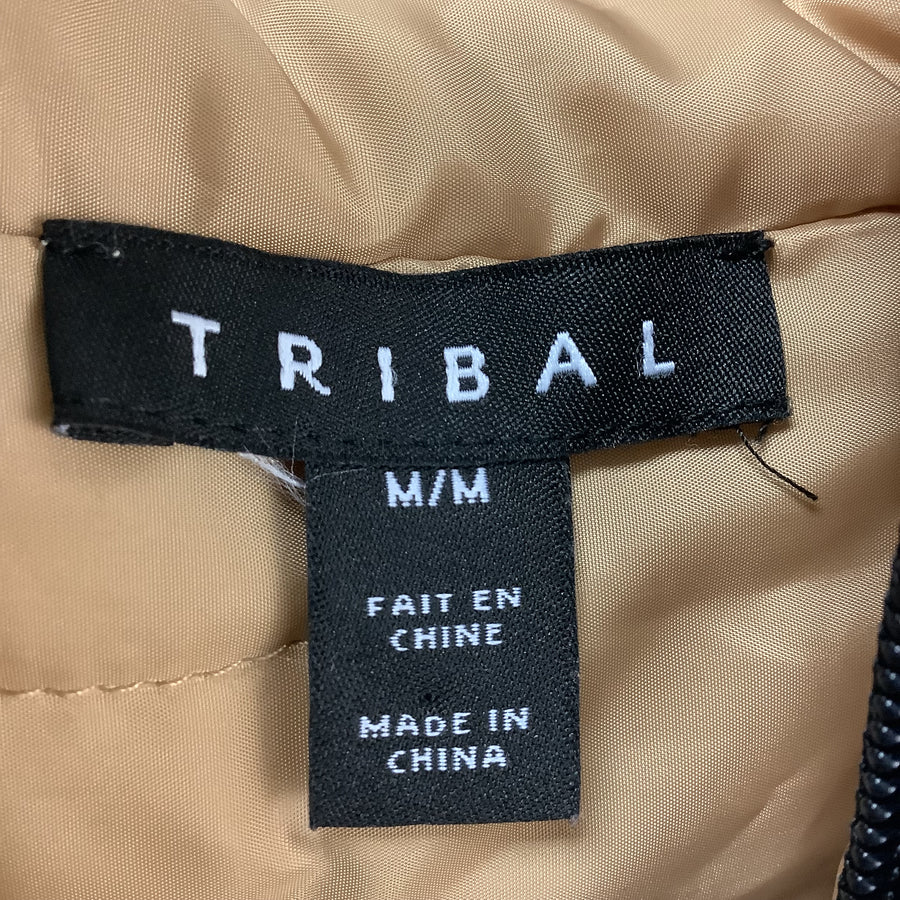 TRIBAL
M/M
FAIT EN
CHINE
MADE IN
CHINA